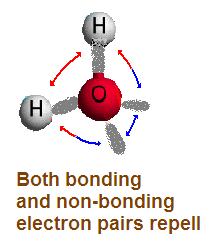 H
H
O
Both bonding
and non-bonding
electron pairs repell